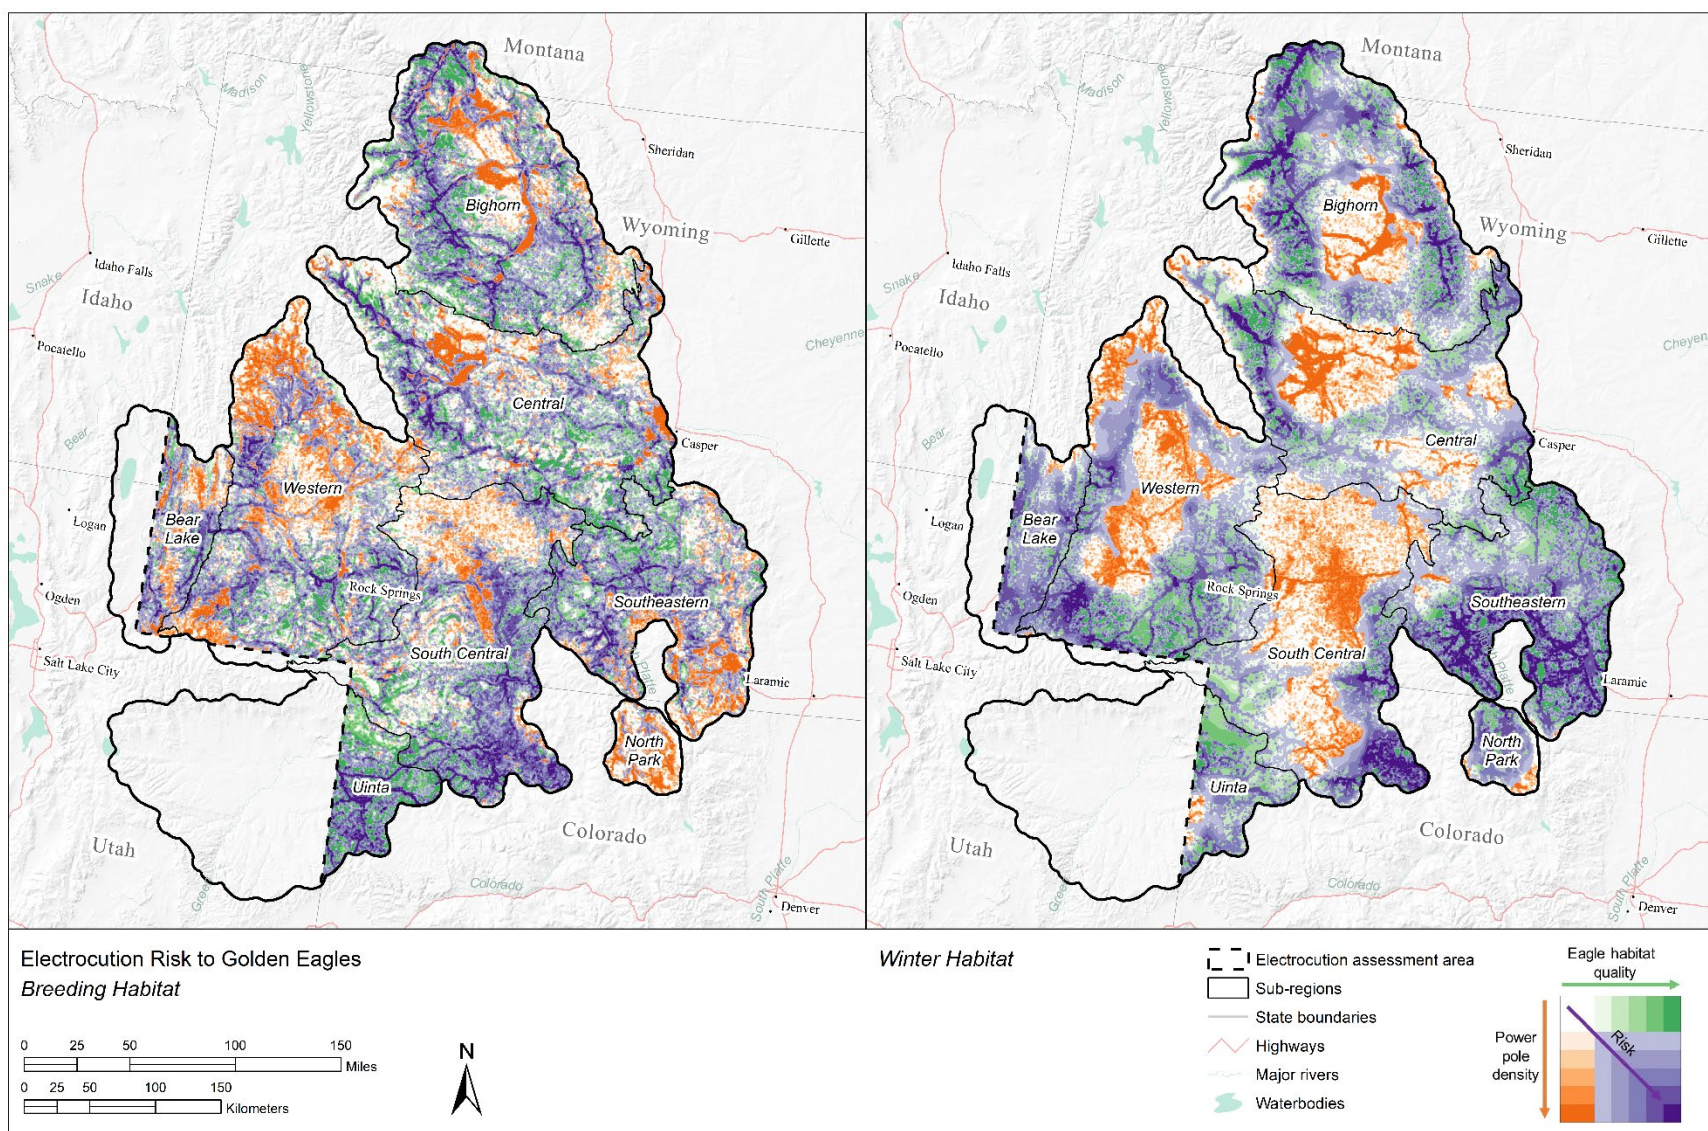 Montana
Madison
Yellowstone
Sheridan
Bighorn
Wyoming
Gillette
Idaho Falls
Snake
Idaho
Pocatello
Cheyenne
Central
Bear
Casper
Western
Logan
Bear
Lake
Rock Springs
Ogden
Southeastern
South Central
Salt Lake City
Platte
Laramie
North
Park
Uinta
Colorado
Utah
Green
Colorado
South Platte
Denver
Montana
Madison
Yellowstone
Sheridan
Bighorn
Wyoming
Gillette
Idaho Falls
Snake
Idaho
Pocatello
Cheyenne
Bear
Central
Casper
Western
Logan
Bear
Lake
Rock Springs
Ogden
Southeastern
South Central
Salt Lake City
Platte
Laramie
North
Park
Uinta
Colorado
Utah
Green
Colorado
South Platte
Denver
Electrocution Risk to Golden Eagles
Breeding Habitat
0 25 50 100 150
Miles
0 25 50 100 150
Kilometers
N
Winter Habitat
Electrocution assessment area
Sub-regions
State boundaries
Highways
Major rivers
Waterbodies
Eagle habitat
quality
Power
pole
density
Risk